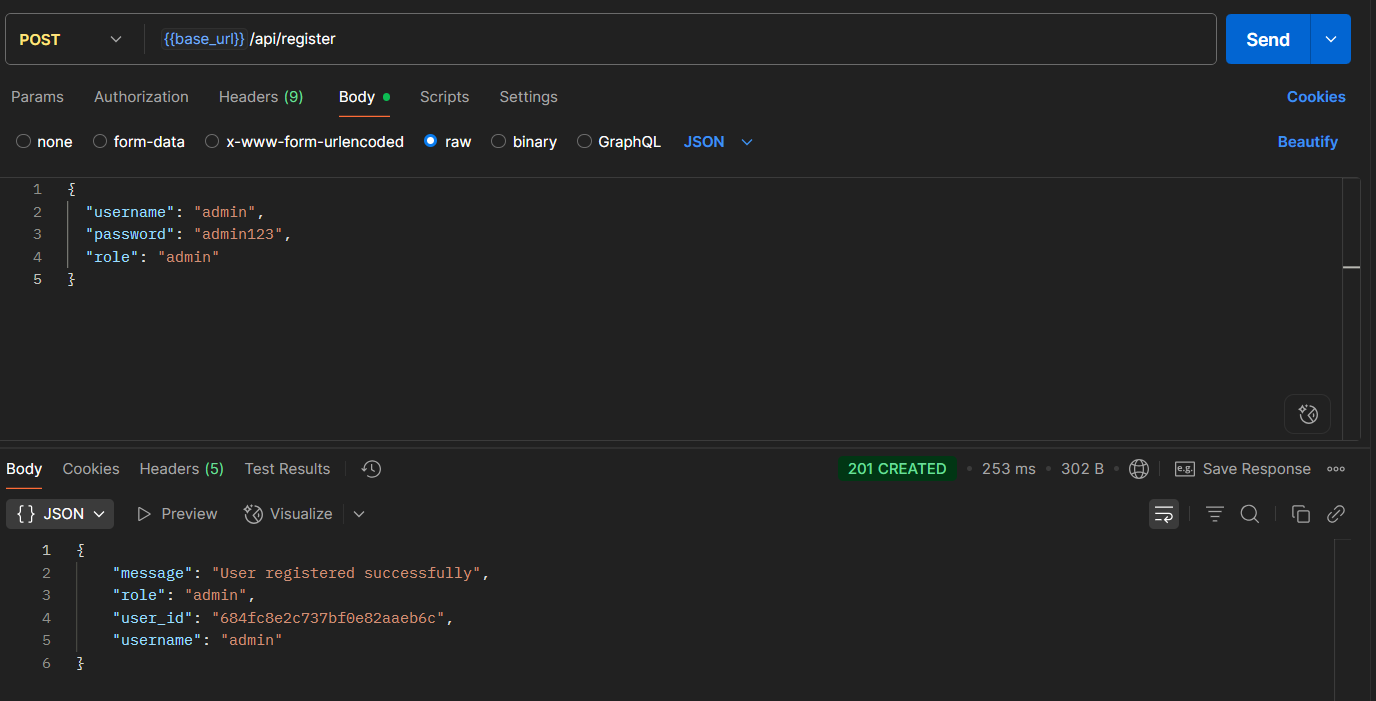 POST {{base_url}} /api/register Send
Params Authorization Headers (9) Body Scripts Settings Cookies
none form-data x-www-form-urlencoded raw binary GraphQL JSON Beautify
1 {
2 "username": "admin",
3 "password": "admin123",
4 "role": "admin"
5 }
Body Cookies Headers (5) Test Results 201 CREATED 253 ms 302 B e.g. Save Response
{} JSON Preview Visualize
1 {
2 "message": "User registered successfully",
3 "role": "admin",
4 "user_id": "684fc8e2c737bf0e82aaeb6c",
5 "username": "admin"
6 }